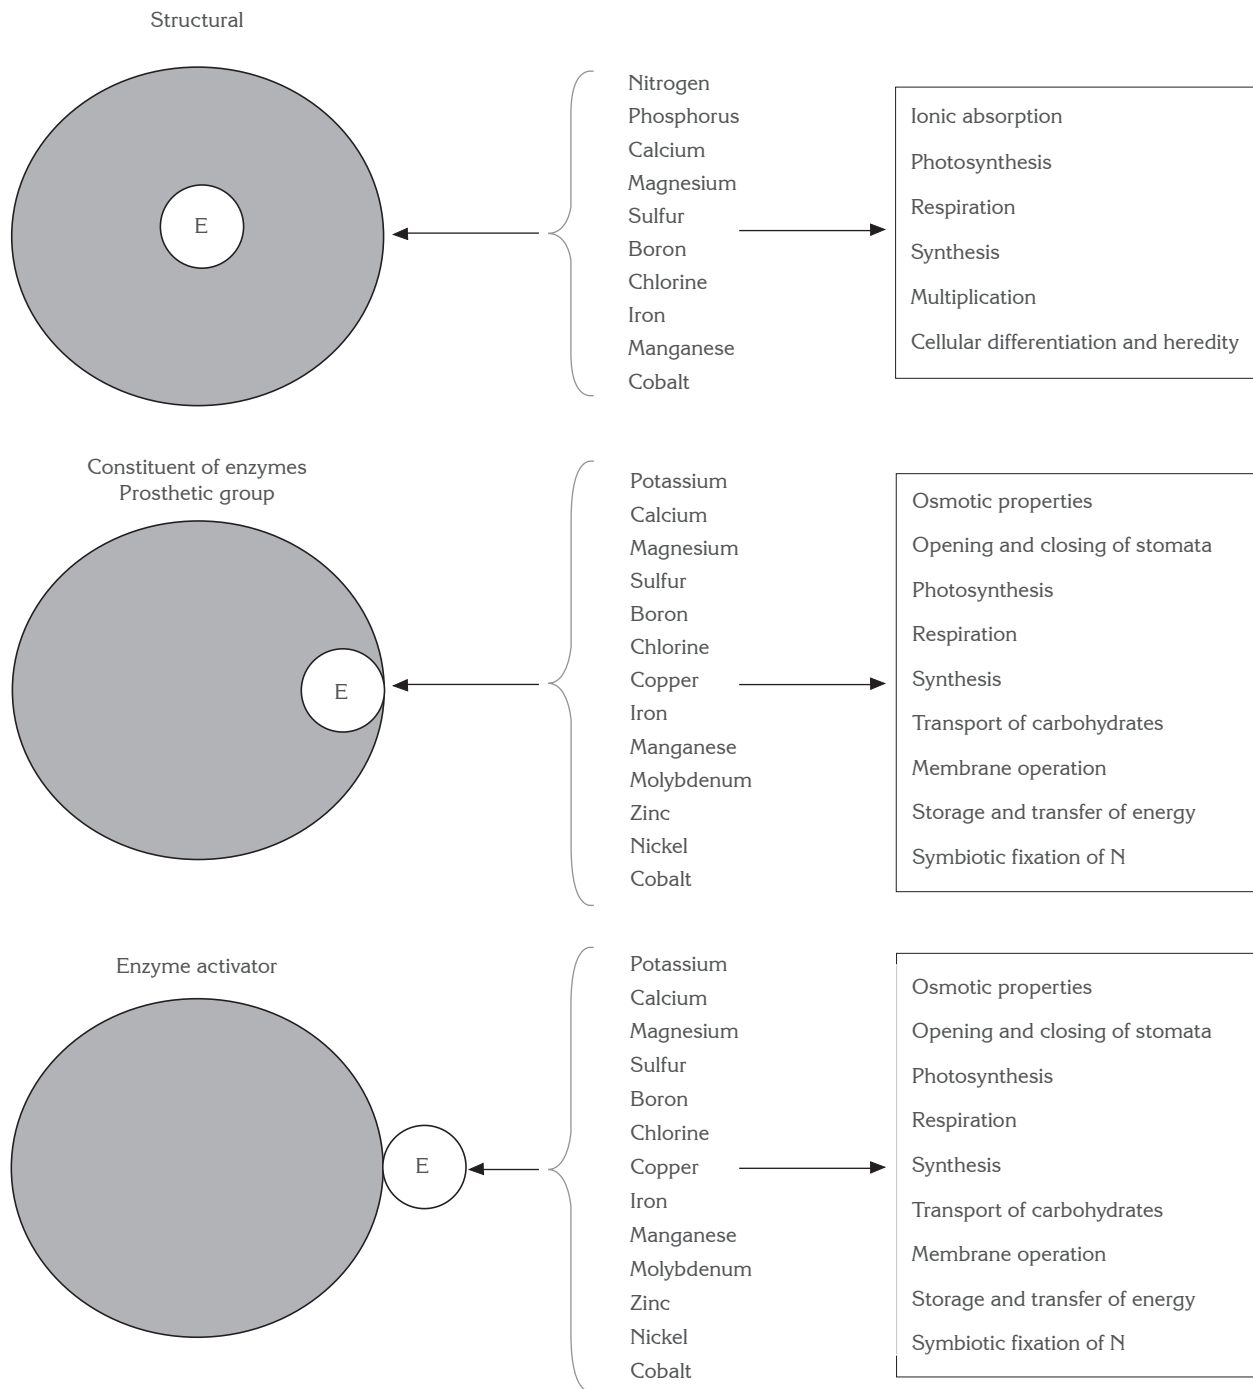 Structural
E
Nitrogen
Phosphorus
Calcium
Magnesium
Sulfur
Boron
Chlorine
Iron
Manganese
Cobalt
Ionic absorption
Photosynthesis
Respiration
Synthesis
Multiplication
Cellular differentiation and heredity
Constituent of enzymes
Prosthetic group
E
Potassium
Calcium
Magnesium
Sulfur
Boron
Chlorine
Copper
Iron
Manganese
Molybdenum
Zinc
Nickel
Cobalt
Osmotic properties
Opening and closing of stomata
Photosynthesis
Respiration
Synthesis
Transport of carbohydrates
Membrane operation
Storage and transfer of energy
Symbiotic fixation of N
Enzyme activator
E
Potassium
Calcium
Magnesium
Sulfur
Boron
Chlorine
Copper
Iron
Manganese
Molybdenum
Zinc
Nickel
Cobalt
Osmotic properties
Opening and closing of stomata
Photosynthesis
Respiration
Synthesis
Transport of carbohydrates
Membrane operation
Storage and transfer of energy
Symbiotic fixation of N